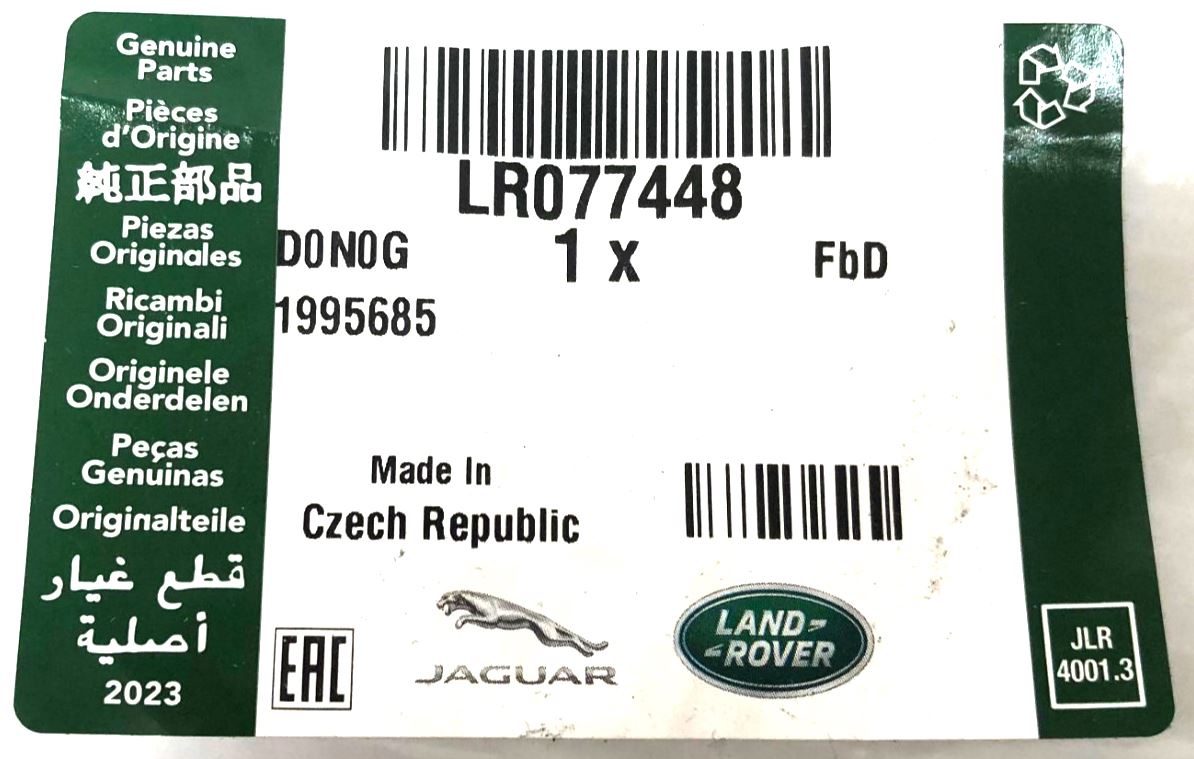 Genuine
Parts
Pièces
d'Origine
純正部品
Piezas
Originales
Ricambi
Originali
Originele
Onderdelen
Peças
Genuinas
Originalteile
قطع غيار
أصلية
2023
LR077448
D0N0G 1 x FbD
1995685
Made In
Czech Republic
EAC
JAGUAR
LAND
ROVER
JLR
4001.3